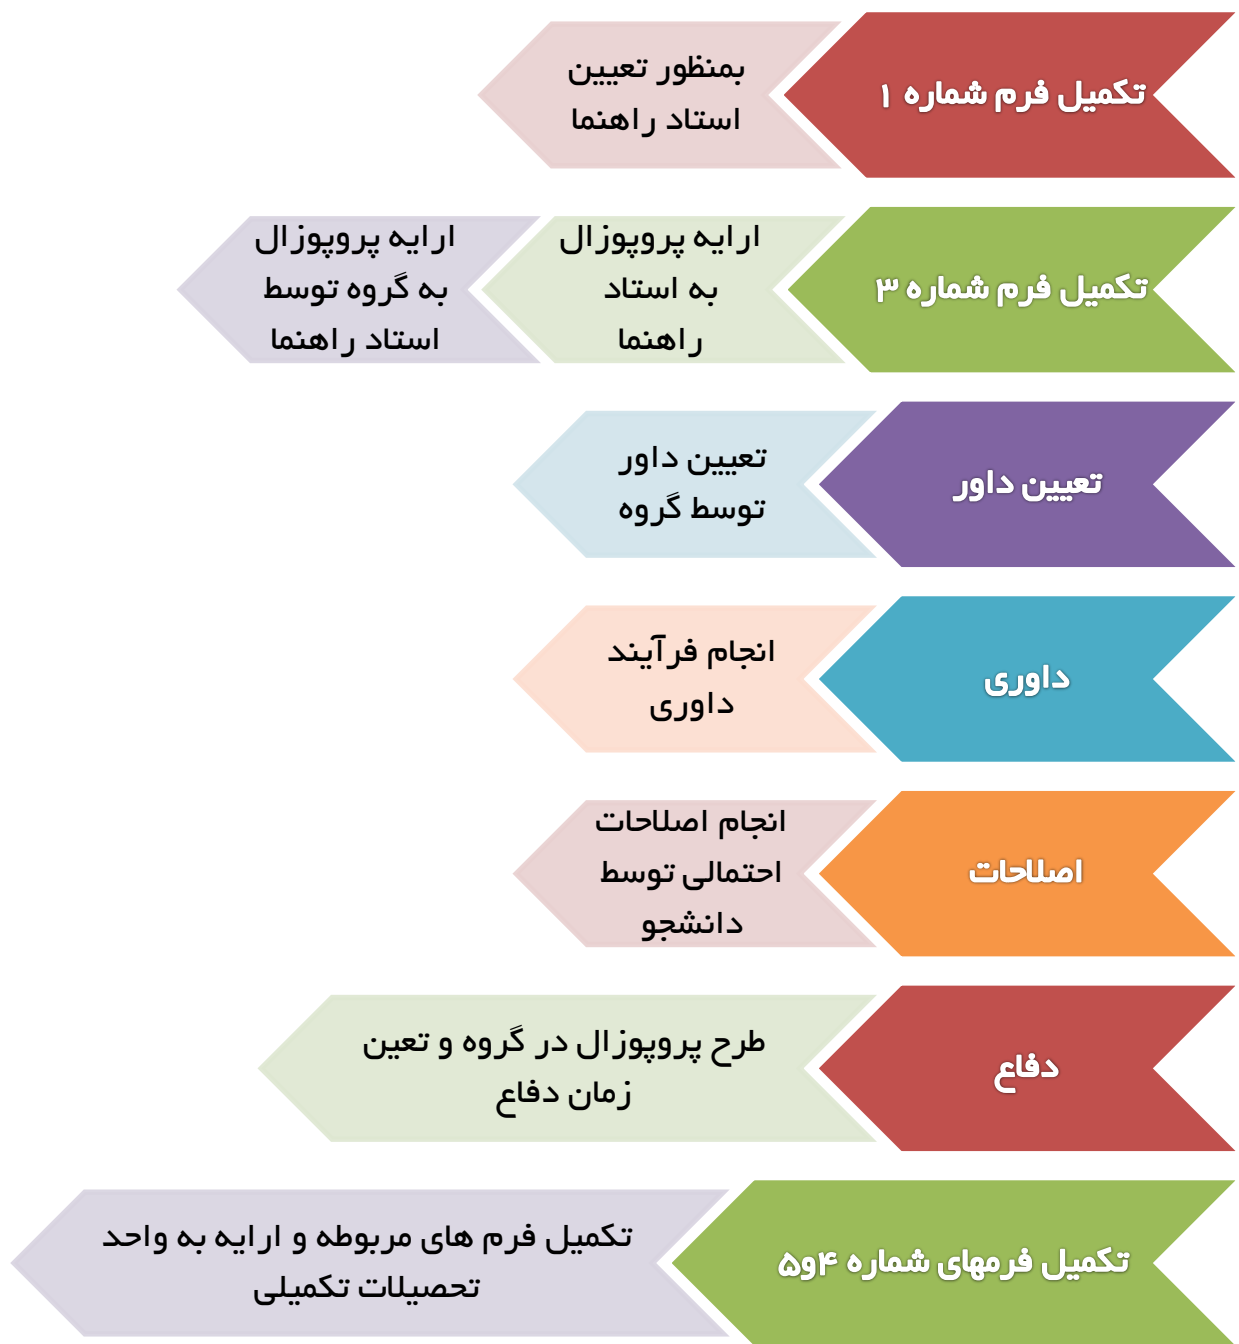 تکمیل فرم شماره ۱
بمنظور تعیین
استاد راهنما
تکمیل فرم شماره ۳
ارایه پروپوزال
به استاد
راهنما
ارایه پروپوزال
به گروه توسط
استاد راهنما
تعیین داور
تعیین داور
توسط گروه
داوری
انجام فرآیند
داوری
اصلاحات
انجام اصلاحات
احتمالی توسط
دانشجو
دفاع
طرح پروپوزال در گروه و تعین
زمان دفاع
تکمیل فرمهای شماره ۴و۵
تکمیل فرم های مربوطه و ارایه به واحد
تحصیلات تکمیلی